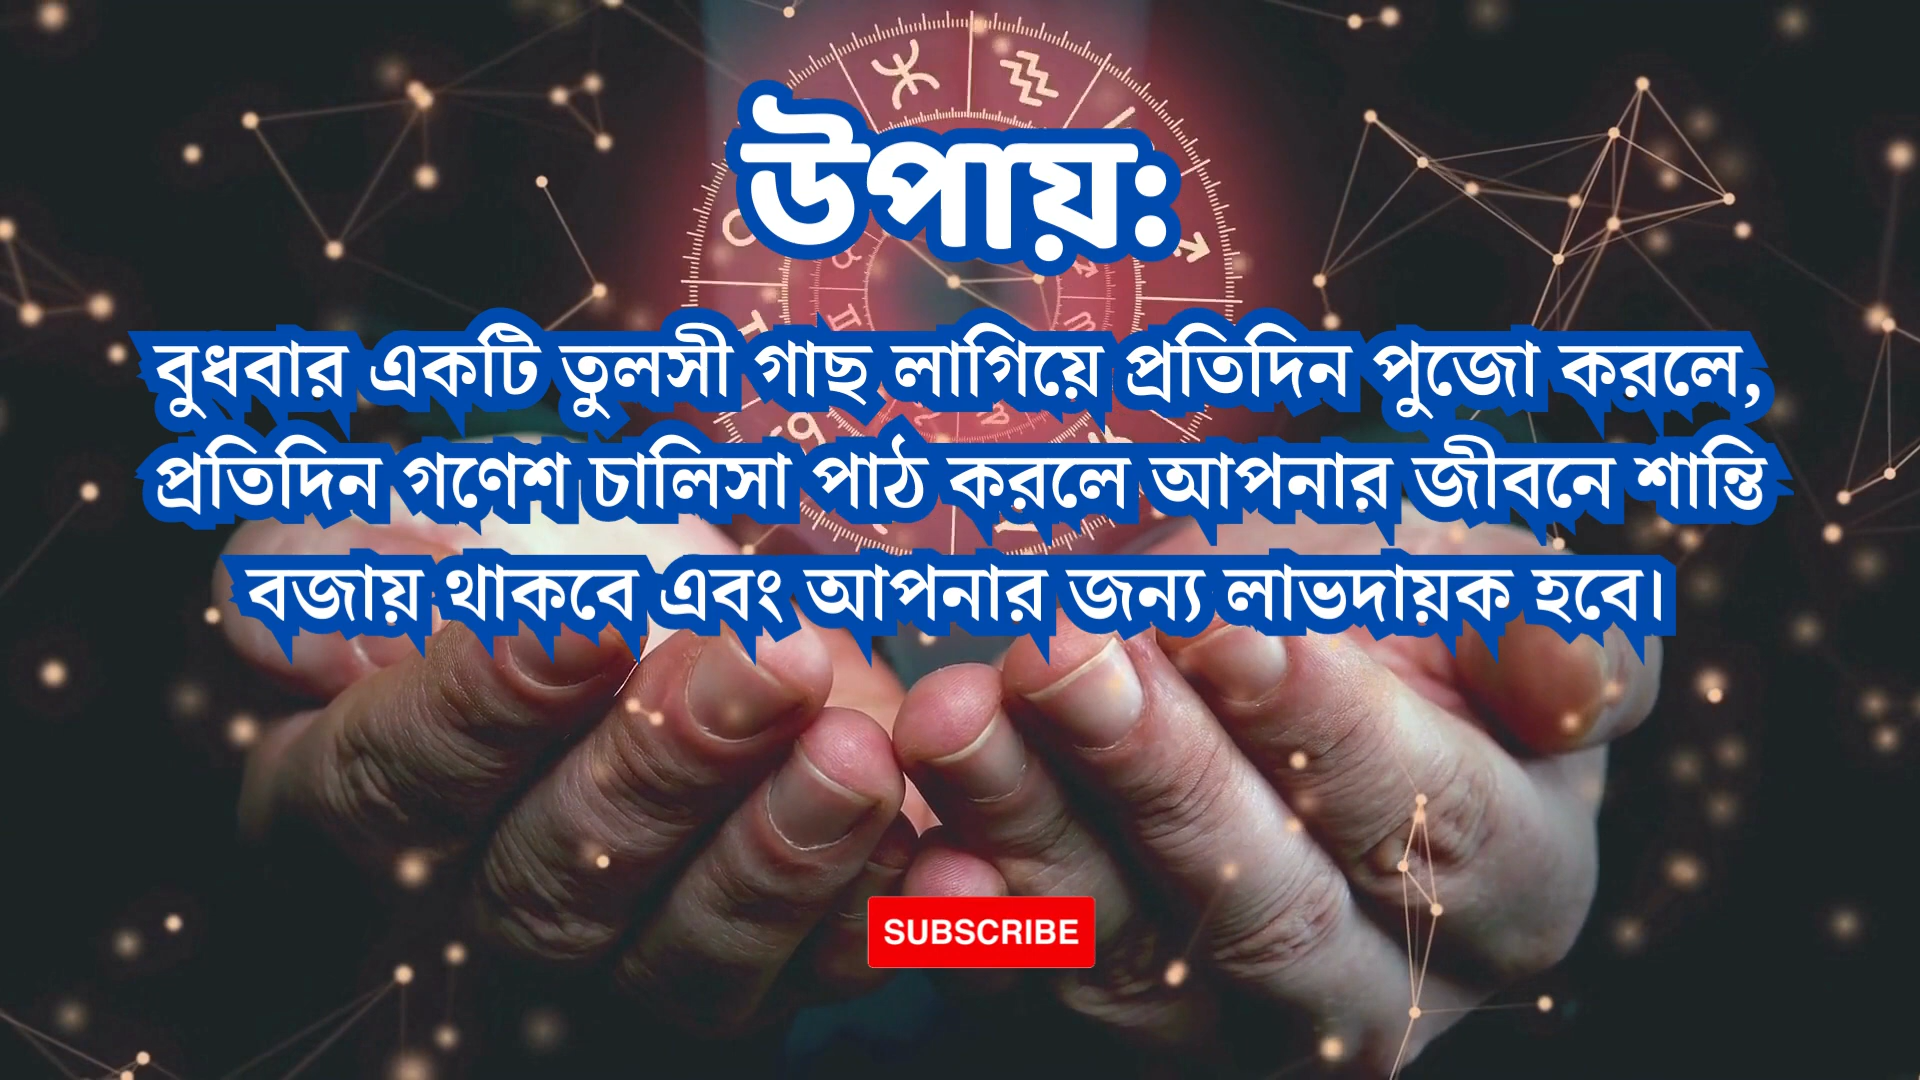 উপায়ঃ
বুধবার একটি তুলসী গাছ লাগিয়ে প্রতিদিন পুজো করলে,
প্রতিদিন গণেশ চালিসা পাঠ করলে আপনার জীবনে শান্তি
বজায় থাকবে এবং আপনার জন্য লাভদায়ক হবে।
SUBSCRIBE